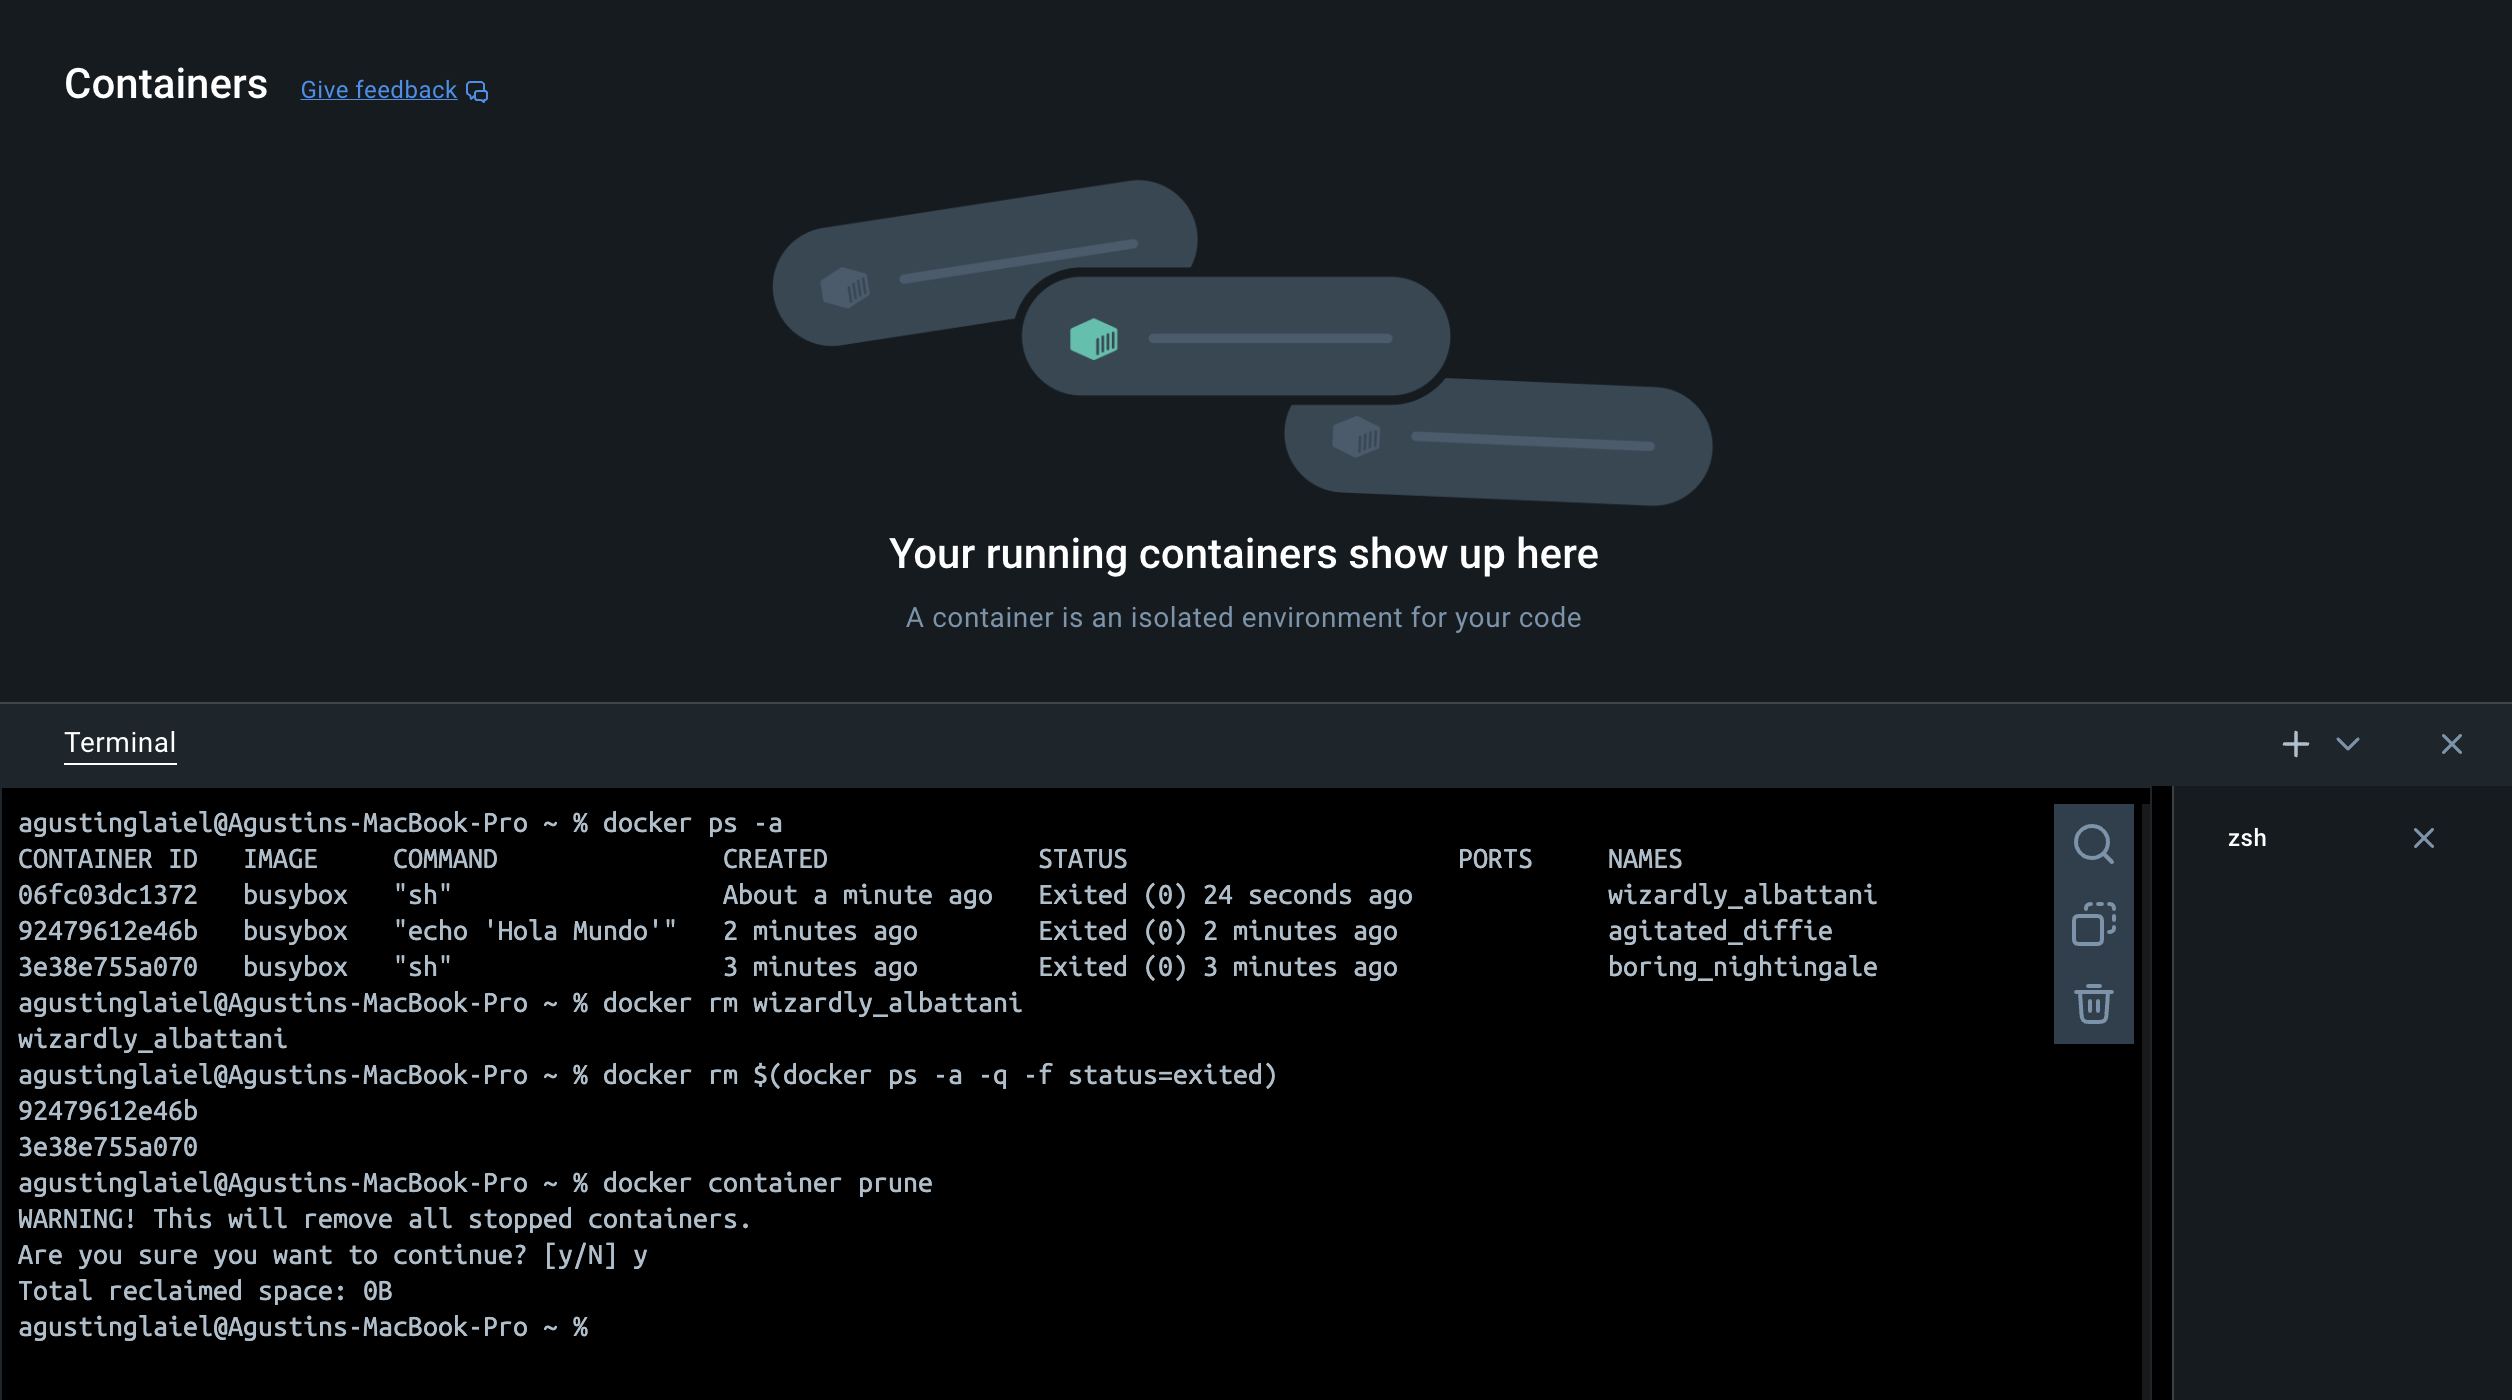 Containers Give feedback
Your running containers show up here
A container is an isolated environment for your code
Terminal
agustinglaiel@Agustins-MacBook-Pro ~ % docker ps -a
CONTAINER ID   IMAGE     COMMAND               CREATED              STATUS                      PORTS     NAMES
06fc03dc1372   busybox   "sh"                  About a minute ago   Exited (0) 24 seconds ago             wizardly_albattani
92479612e46b   busybox   "echo 'Hola Mundo'"   2 minutes ago        Exited (0) 2 minutes ago              agitated_diffie
3e38e755a070   busybox   "sh"                  3 minutes ago        Exited (0) 3 minutes ago              boring_nightingale
agustinglaiel@Agustins-MacBook-Pro ~ % docker rm wizardly_albattani
wizardly_albattani
agustinglaiel@Agustins-MacBook-Pro ~ % docker rm $(docker ps -a -q -f status=exited)
92479612e46b
3e38e755a070
agustinglaiel@Agustins-MacBook-Pro ~ % docker container prune
WARNING! This will remove all stopped containers.
Are you sure you want to continue? [y/N] y
Total reclaimed space: 0B
agustinglaiel@Agustins-MacBook-Pro ~ %
zsh